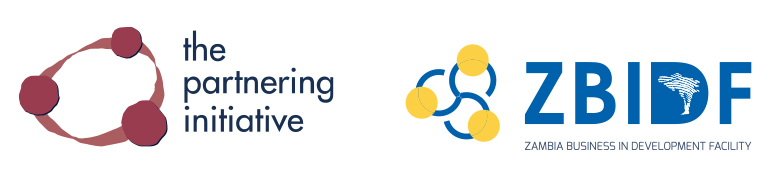 the
partnering
initiative
ZBIDF
ZAMBIA BUSINESS IN DEVELOPMENT FACILITY